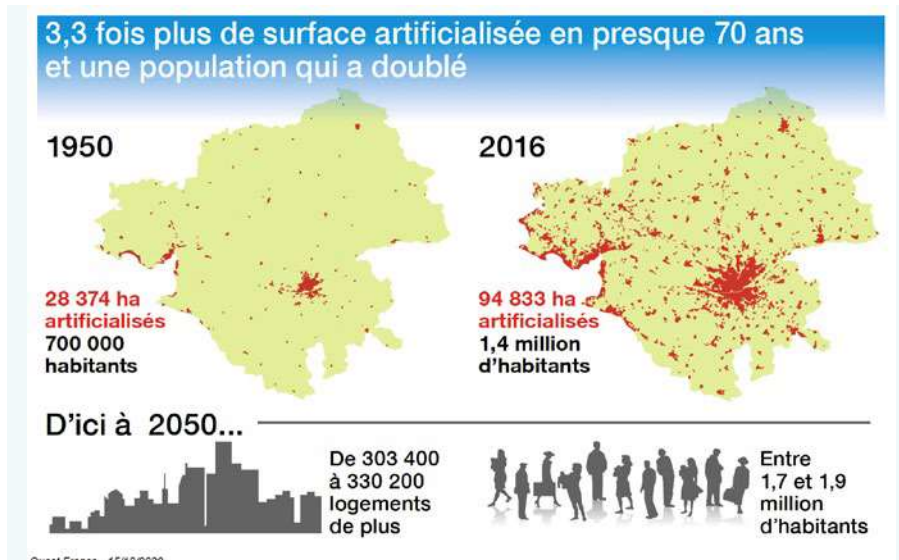 3,3 fois plus de surface artificialisée en presque 70 ans
et une population qui a doublé
1950
28 374 ha
artificialisés
700 000
habitants
2016
94 833 ha
artificialisés
1,4 million
d'habitants
D'ici à 2050...
De 303 400
à 330 200
logements
de plus
Entre
1,7 et 1,9
million
d'habitants